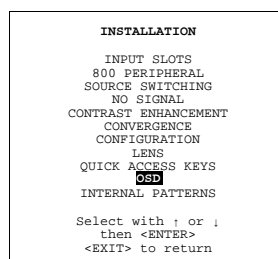 INSTALLATION
INPUT SLOTS
800 PERIPHERAL
SOURCE SWITCHING
NO SIGNAL
CONTRAST ENHANCEMENT
CONVERGENCE
CONFIGURATION
LENS
QUICK ACCESS KEYS
OSD
INTERNAL PATTERNS
Select with ↑ or ↓
then <ENTER>
<EXIT> to return